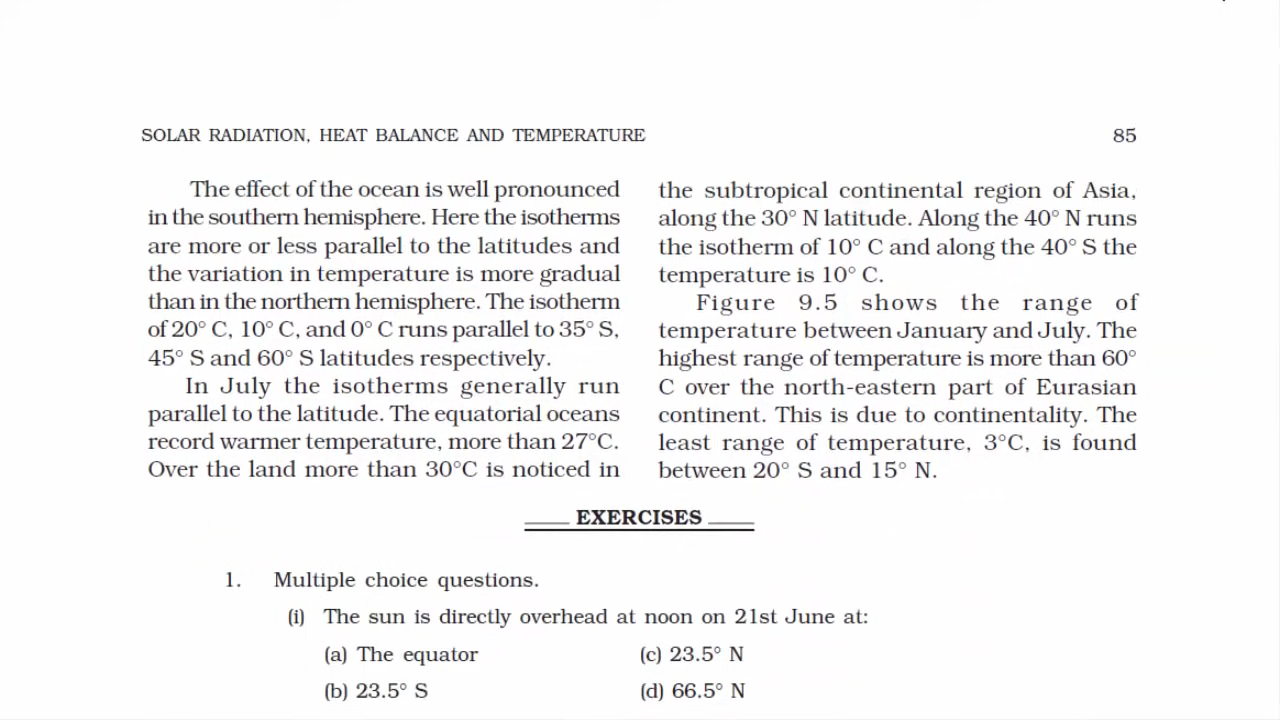 SOLAR RADIATION, HEAT BALANCE AND TEMPERATURE 85
The effect of the ocean is well pronounced
in the southern hemisphere. Here the isotherms
are more or less parallel to the latitudes and
the variation in temperature is more gradual
than in the northern hemisphere. The isotherm
of 20° C, 10° C, and 0° C runs parallel to 35° S,
45° S and 60° S latitudes respectively.
In July the isotherms generally run
parallel to the latitude. The equatorial oceans
record warmer temperature, more than 27°C.
Over the land more than 30°C is noticed in
the subtropical continental region of Asia,
along the 30° N latitude. Along the 40° N runs
the isotherm of 10° C and along the 40° S the
temperature is 10° C.
Figure 9.5 shows the range of
temperature between January and July. The
highest range of temperature is more than 60°
C over the north-eastern part of Eurasian
continent. This is due to continentality. The
least range of temperature, 3°C, is found
between 20° S and 15° N.
EXERCISES
1. Multiple choice questions.
(i) The sun is directly overhead at noon on 21st June at:
(a) The equator (c) 23.5° N
(b) 23.5° S (d) 66.5° N